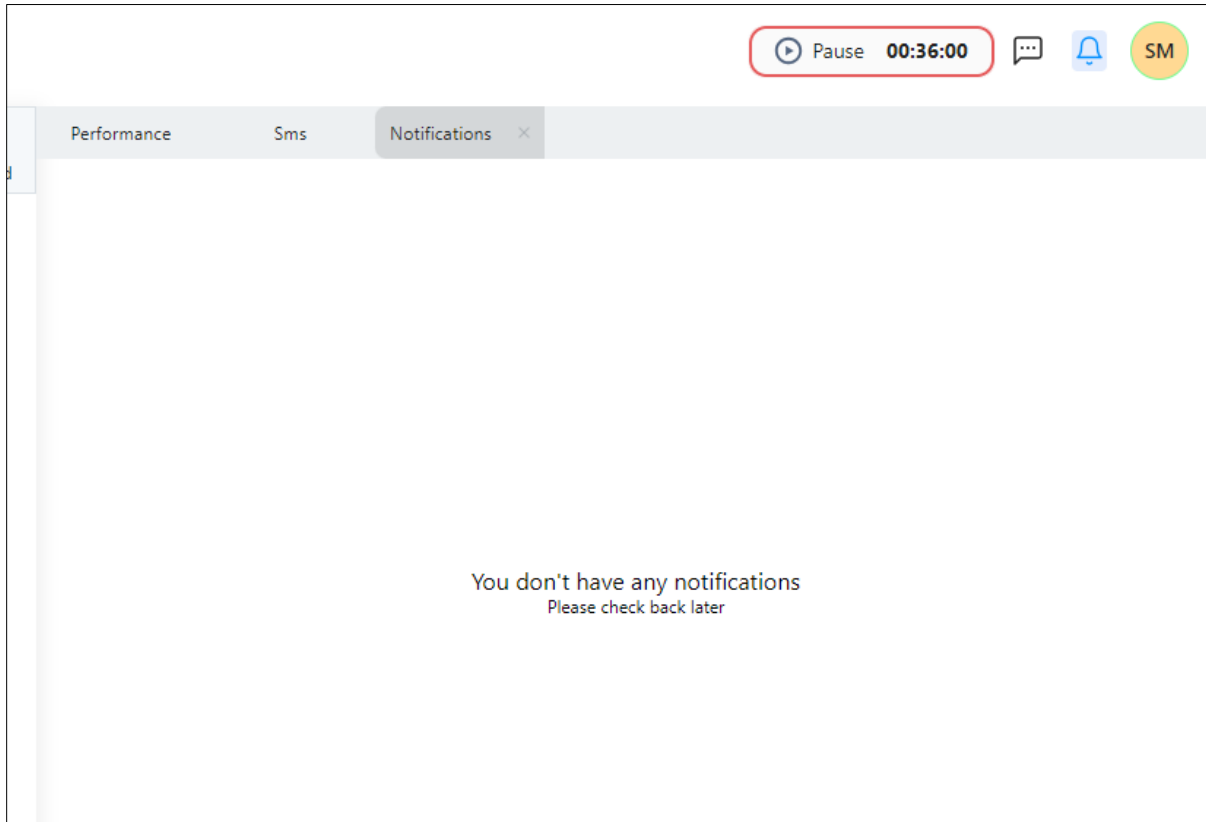 Pause 00:36:00
SM
Performance Sms Notifications
d
You don't have any notifications
Please check back later